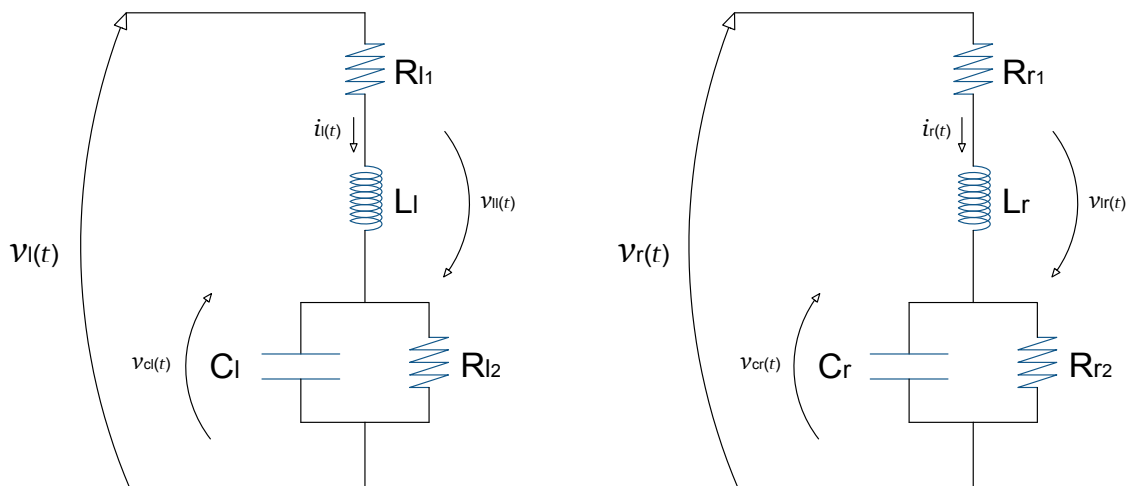 Rl1
il(t)
Ll
vll(t)
vl(t)
vcl(t)
Cl
Rl2
Rr1
ir(t)
Lr
vlr(t)
vr(t)
vcr(t)
Cr
Rr2